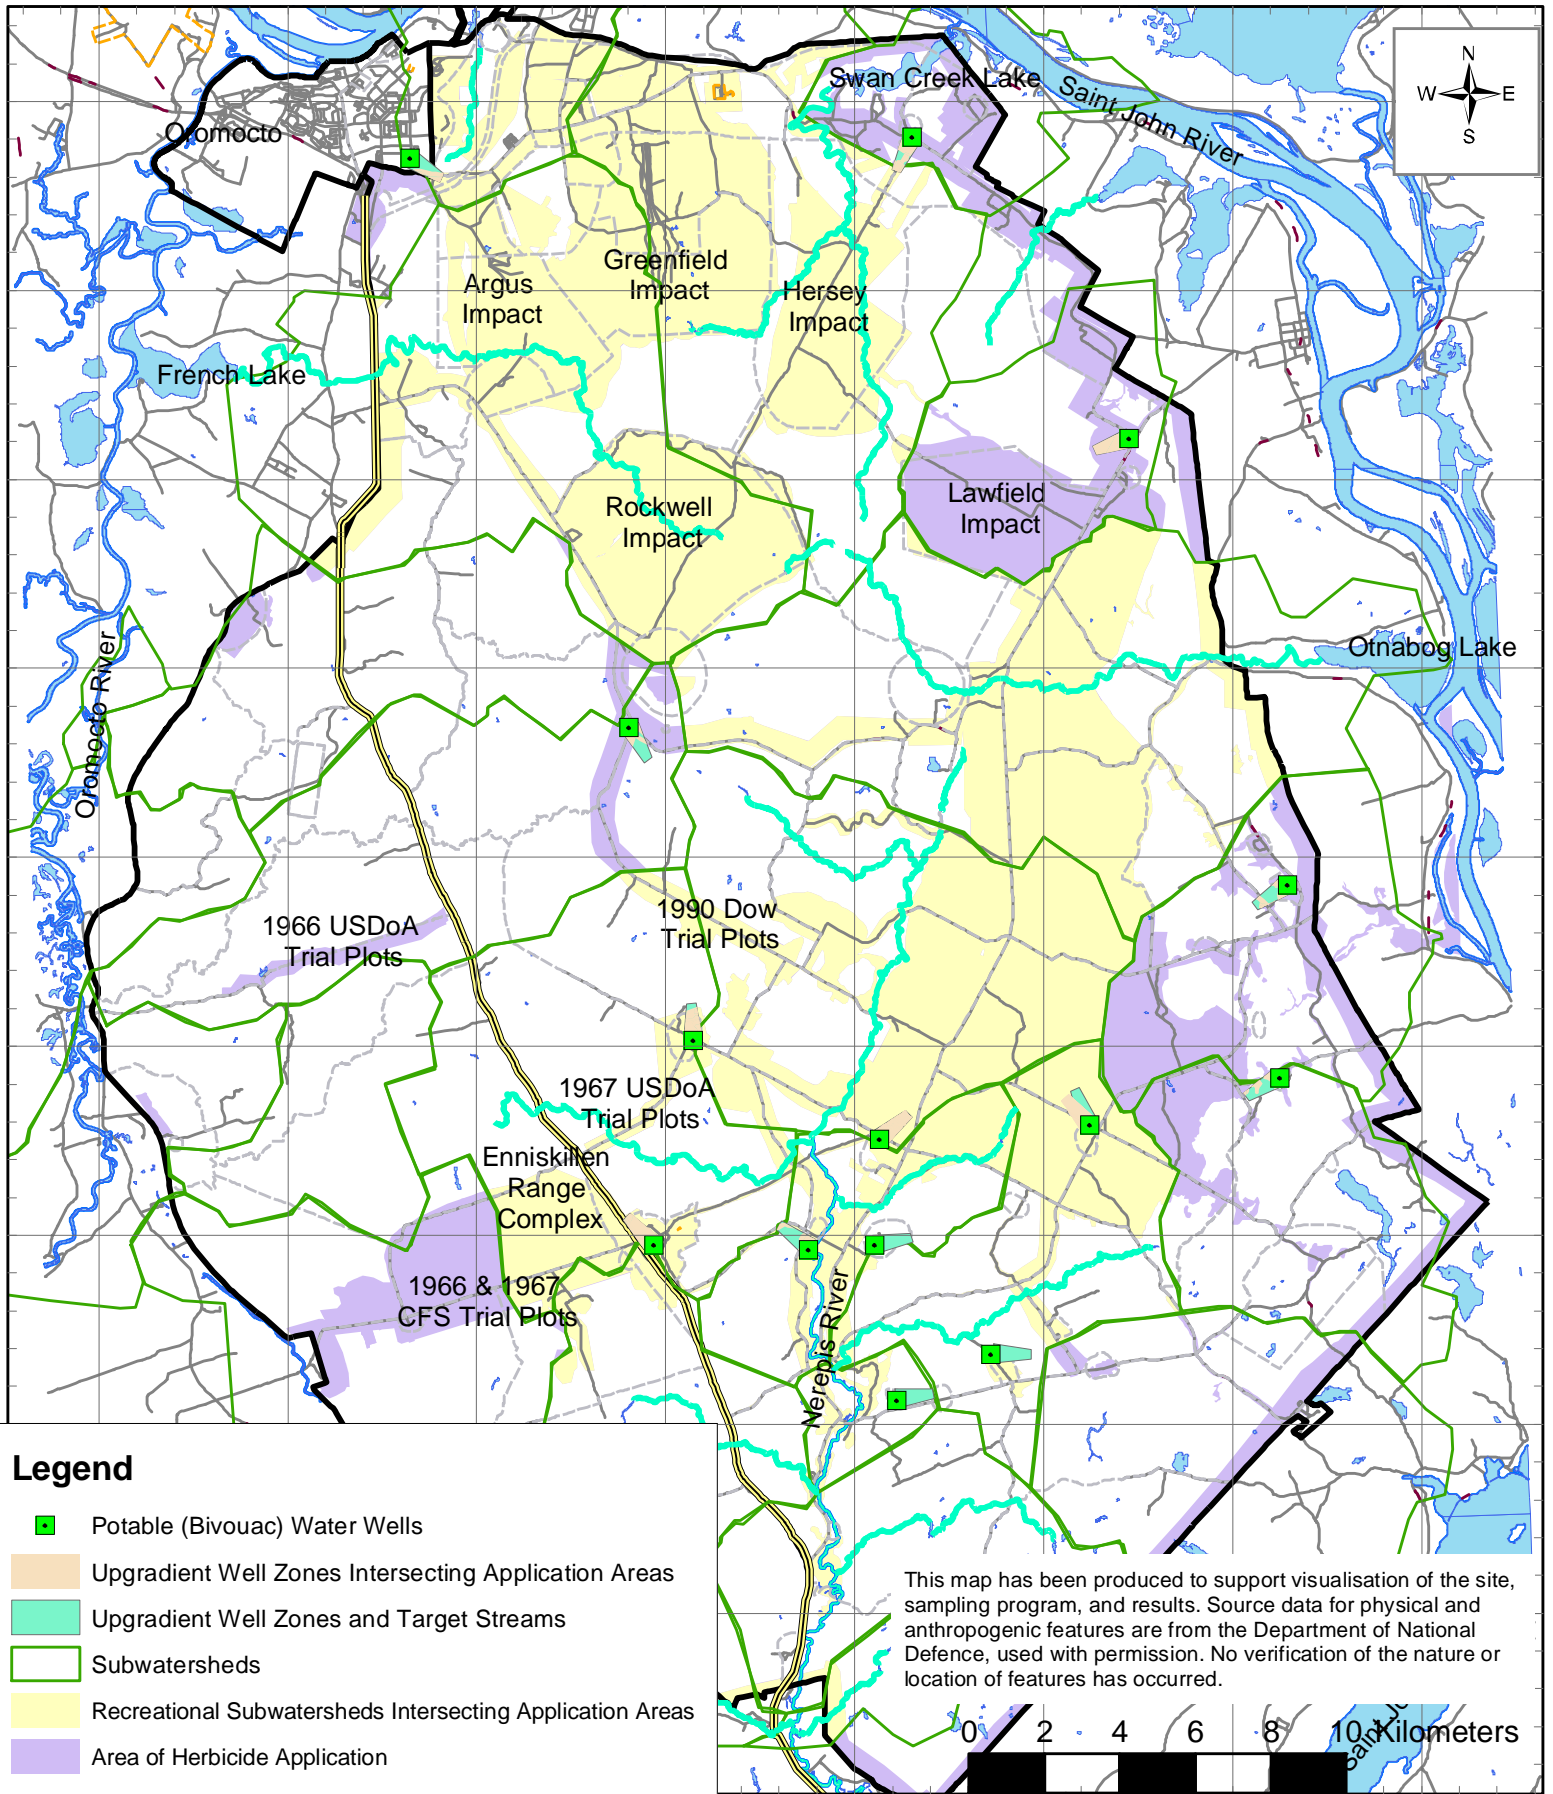 N
W E
S
Swan Creek Lake
Saint John River
Oromocto
Greenfield
Impact
Argus
Impact
Hersey
Impact
French Lake
Rockwell
Impact
Lawfield
Impact
Otnabog Lake
Oromocto River
1966 USDoA
Trial Plots
1990 Dow
Trial Plots
1967 USDoA
Trial Plots
Enniskillen
Range
Complex
1966 & 1967
CFS Trial Plots
Nerepis River
Legend
Potable (Bivouac) Water Wells
Upgradient Well Zones Intersecting Application Areas
Upgradient Well Zones and Target Streams
Subwatersheds
Recreational Subwatersheds Intersecting Application Areas
Area of Herbicide Application
This map has been produced to support visualisation of the site,
sampling program, and results. Source data for physical and
anthropogenic features are from the Department of National
Defence, used with permission. No verification of the nature or
location of features has occurred.
0 2 4 6 8 10 Kilometers
Saint Jo